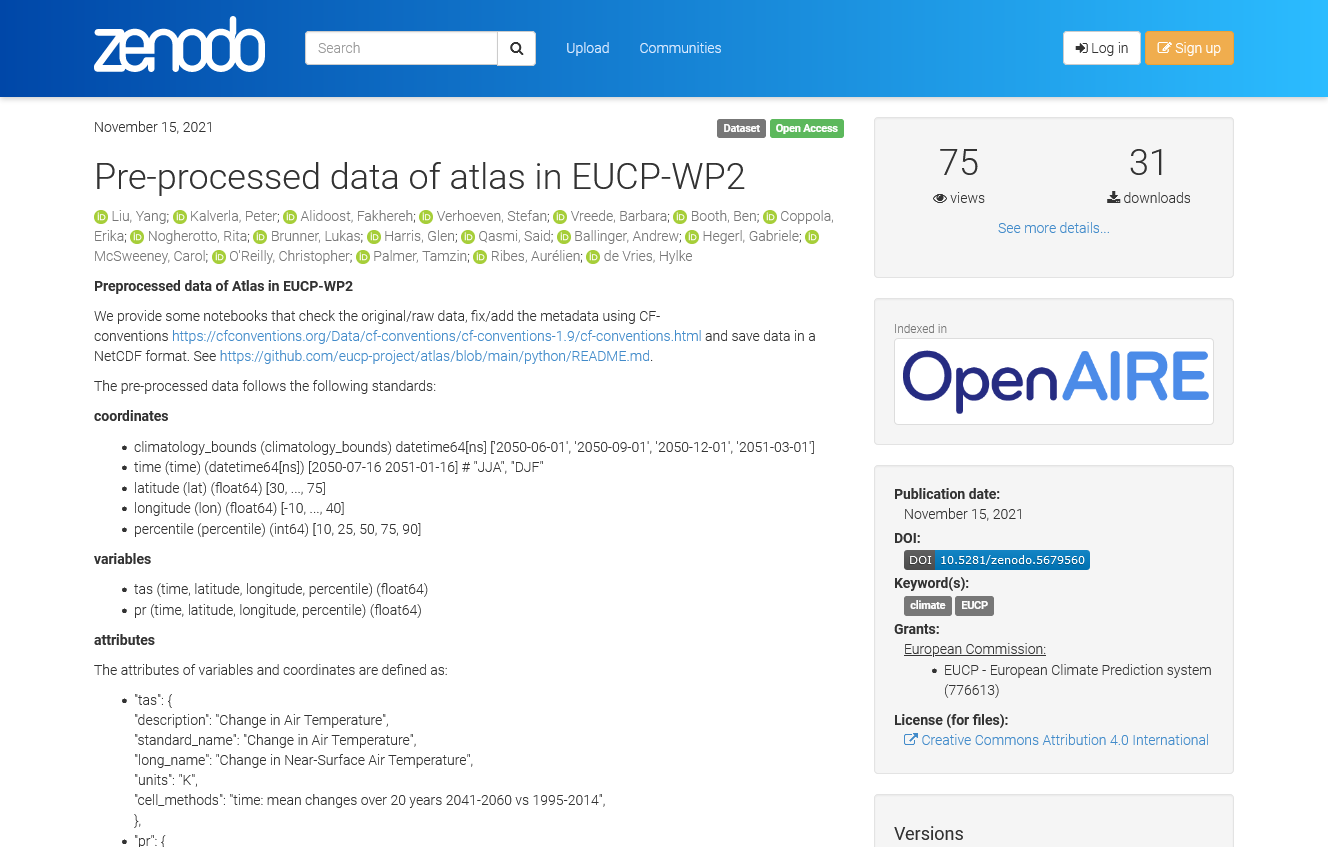 zenodo
Search
Upload
Communities
Log in
Sign up
November 15, 2021
Dataset
Open Access
Pre-processed data of atlas in EUCP-WP2
Liu, Yang; Kalverla, Peter; Alidoost, Fakhereh; Verhoeven, Stefan; Vreede, Barbara; Booth, Ben; Coppola,
Erika; Nogherotto, Rita; Brunner, Lukas; Harris, Glen; Qasmi, Said; Ballinger, Andrew; Hegerl, Gabriele;
McSweeney, Carol; O'Reilly, Christopher; Palmer, Tamzin; Ribes, Aurélien; de Vries, Hylke
Preprocessed data of Atlas in EUCP-WP2
We provide some notebooks that check the original/raw data, fix/add the metadata using CF-
conventions https://cfconventions.org/Data/cf-conventions/cf-conventions-1.9/cf-conventions.html and save data in a
NetCDF format. See https://github.com/eucp-project/atlas/blob/main/python/README.md.
The pre-processed data follows the following standards:
coordinates
• climatology_bounds (climatology_bounds) datetime64[ns] ['2050-06-01', '2050-09-01', '2050-12-01', '2051-03-01']
• time (time) (datetime64[ns]) [2050-07-16 2051-01-16] # "JJA", "DJF"
• latitude (lat) (float64) [30, ..., 75]
• longitude (lon) (float64) [-10, ..., 40]
• percentile (percentile) (int64) [10, 25, 50, 75, 90]
variables
• tas (time, latitude, longitude, percentile) (float64)
• pr (time, latitude, longitude, percentile) (float64)
attributes
The attributes of variables and coordinates are defined as:
• "tas": {
"description": "Change in Air Temperature",
"standard_name": "Change in Air Temperature",
"long_name": "Change in Near-Surface Air Temperature",
"units": "K",
"cell_methods": "time: mean changes over 20 years 2041-2060 vs 1995-2014",
},
• "pr": {
75
views
31
downloads
See more details...
Indexed in
OpenAIRE
Publication date:
November 15, 2021
DOI:
DOI 10.5281/zenodo.5679560
Keyword(s):
climate EUCP
Grants:
European Commission:
• EUCP - European Climate Prediction system
(776613)
License (for files):
Creative Commons Attribution 4.0 International
Versions